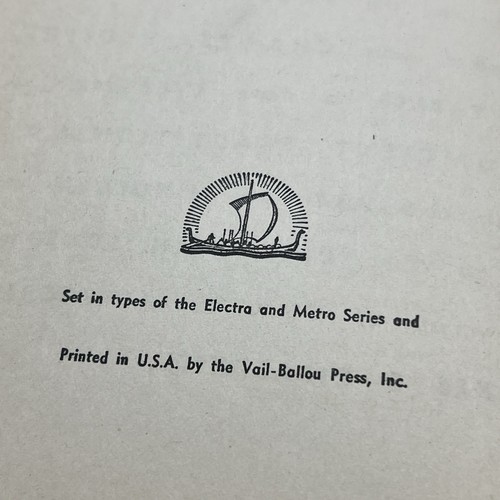 Set in types of the Electra and Metro Series and
Printed in U.S.A. by the Vail-Ballou Press, Inc.